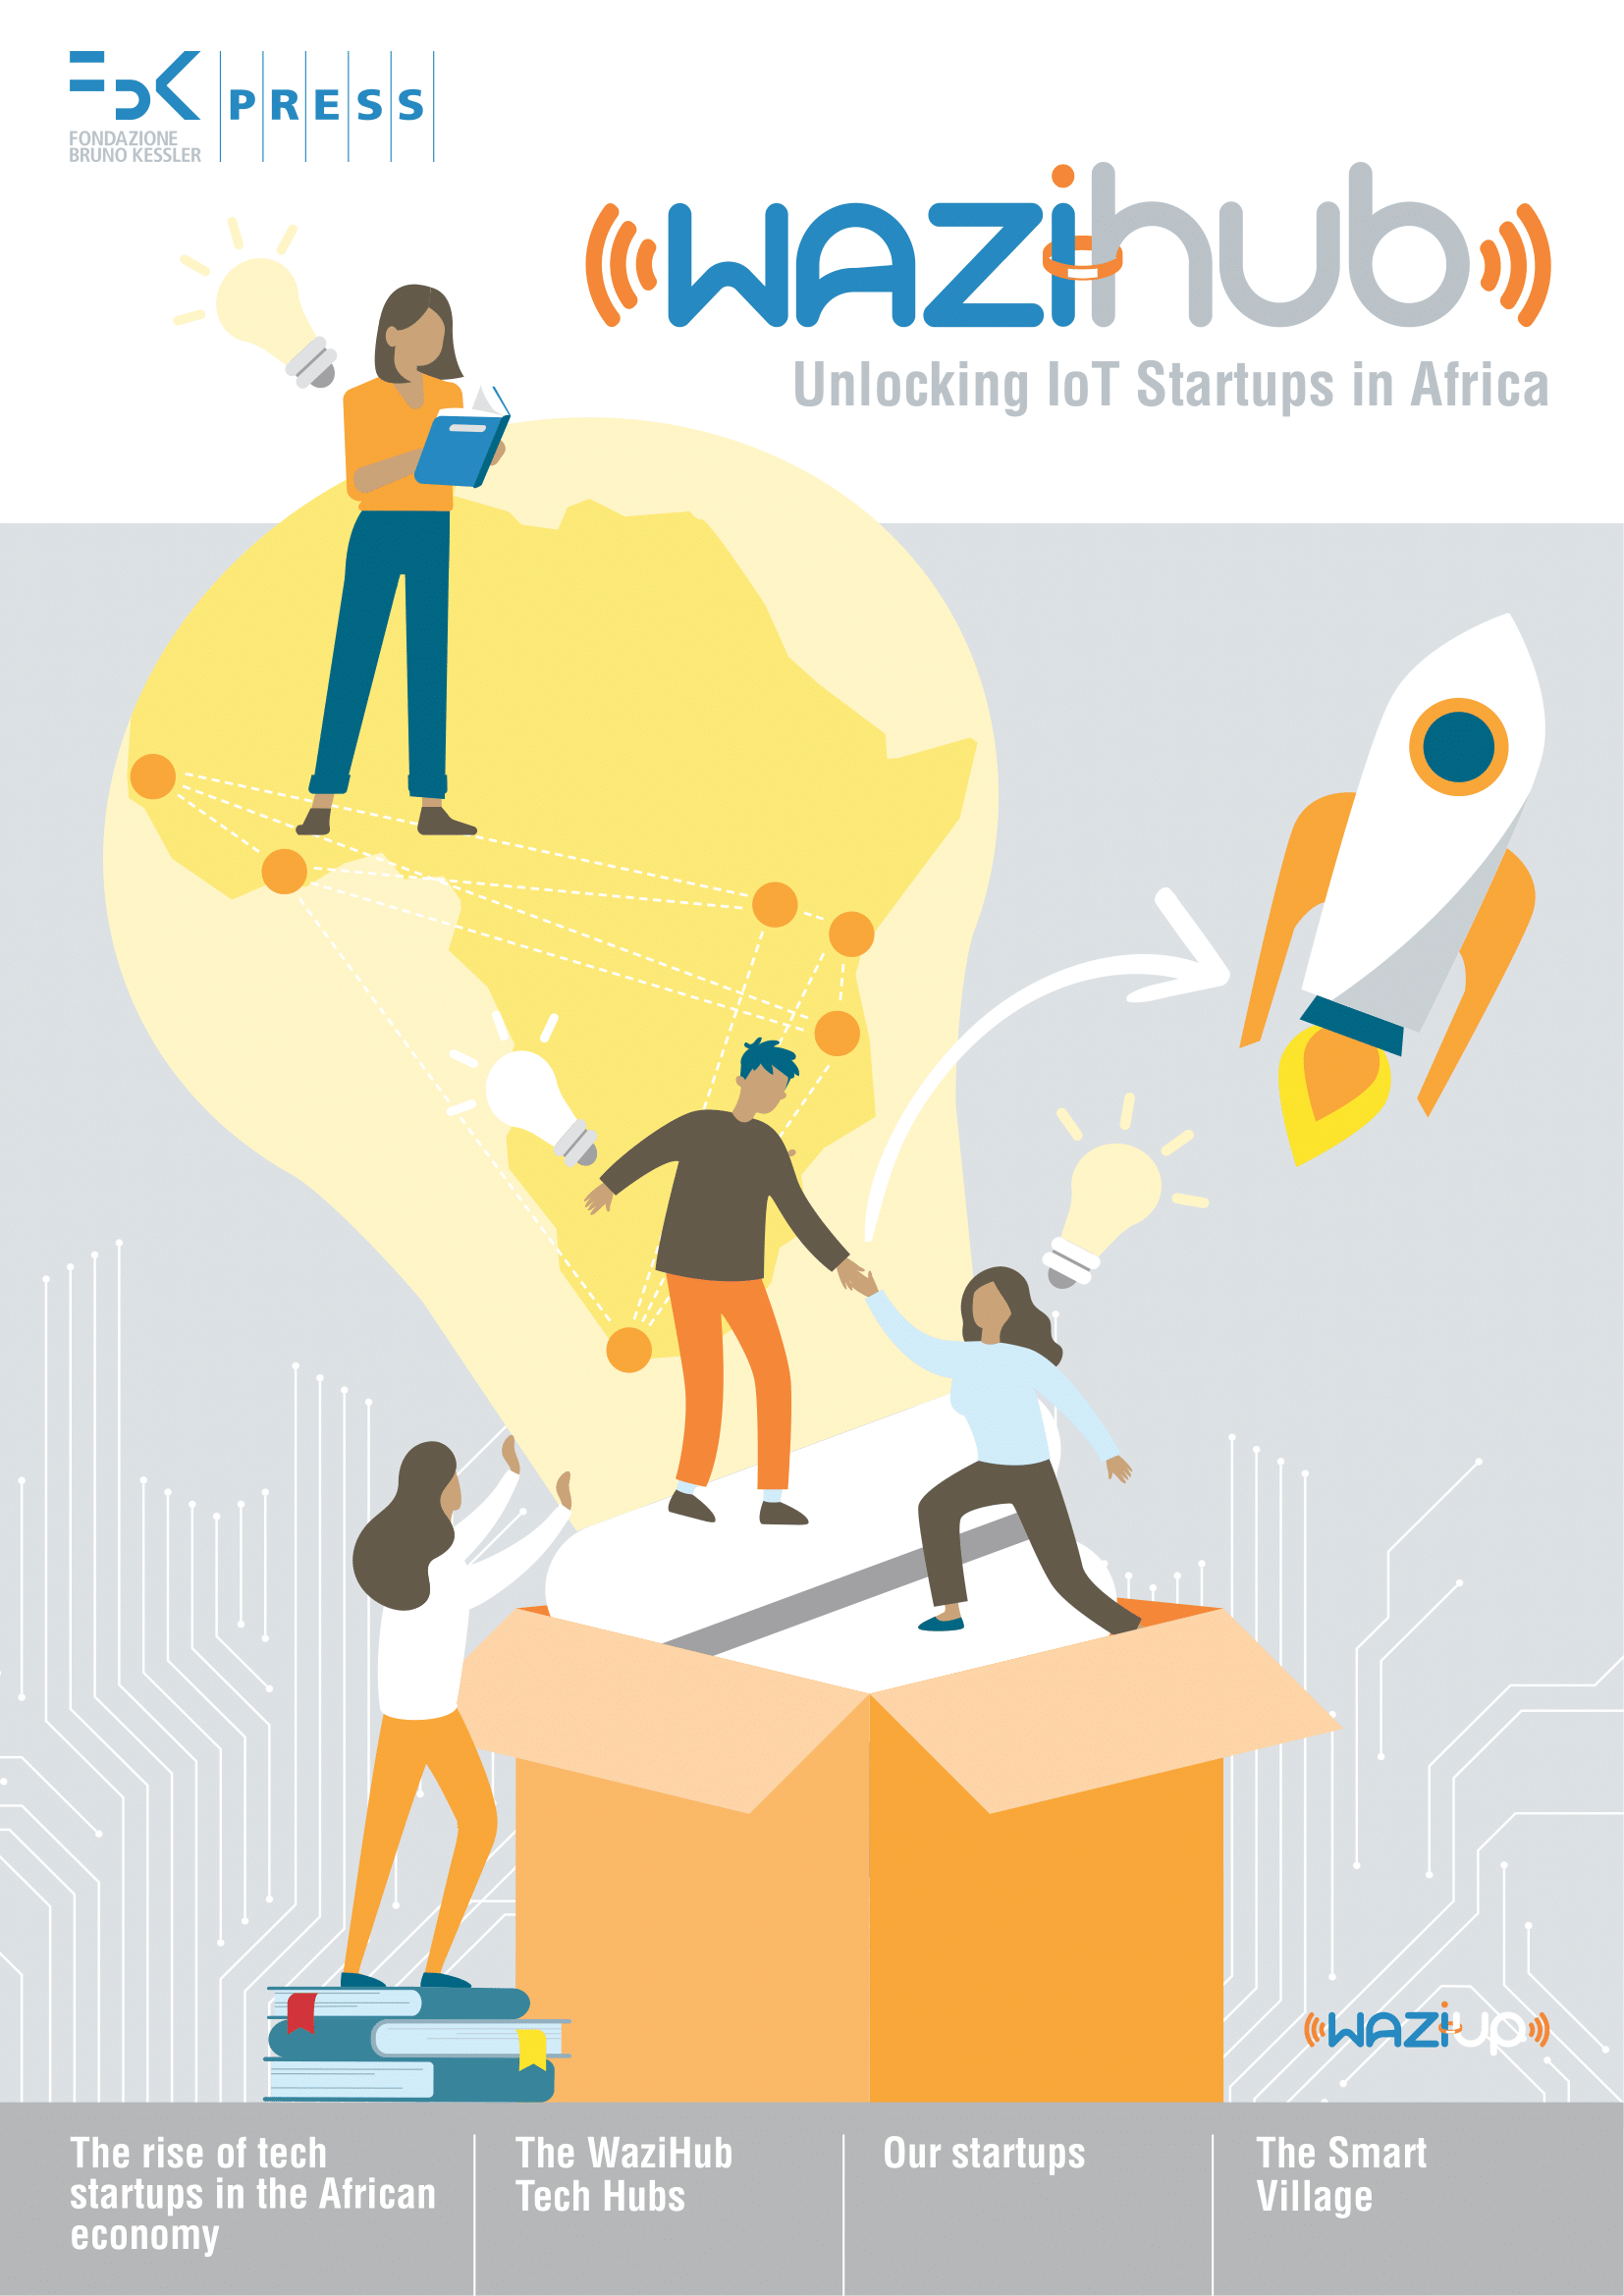 FBK PRESS
FONDAZIONE
BRUNO KESSLER
WAZIhub
Unlocking IoT Startups in Africa
WAZIUP
The rise of tech
startups in the African
economy
The WaziHub
Tech Hubs
Our startups
The Smart
Village